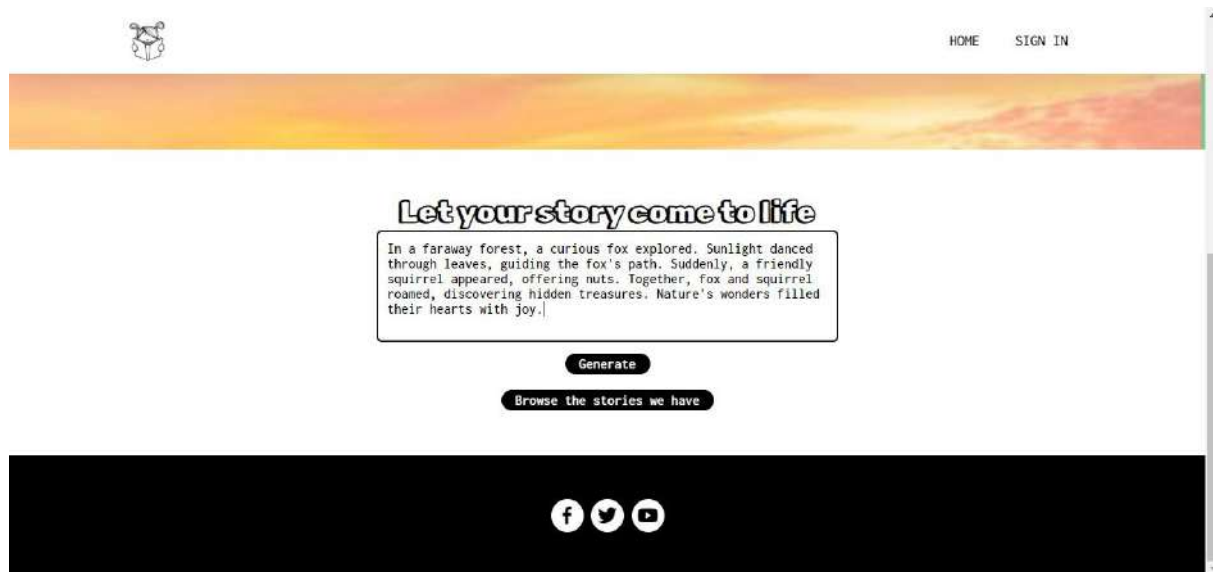 HOME SIGN IN
Let your story come to life
In a faraway forest, a curious fox explored. Sunlight danced
through leaves, guiding the fox's path. Suddenly, a friendly
squirrel appeared, offering nuts. Together, fox and squirrel
roamed, discovering hidden treasures. Nature's wonders filled
their hearts with joy.
Generate
Browse the stories we have